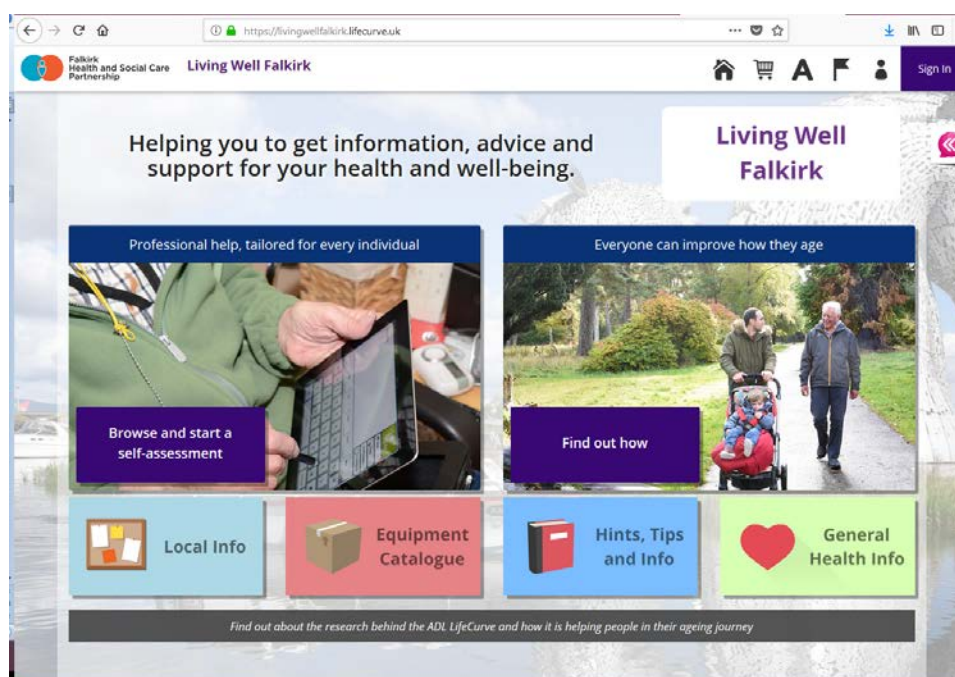 https://livingwellfalkirk.lifecurve.uk
Falkirk
Health and Social Care
Partnership
Living Well Falkirk
A
Sign In
Helping you to get information, advice and
support for your health and well-being.
Living Well
Falkirk
Professional help, tailored for every individual
Everyone can improve how they age
Browse and start a
self-assessment
Find out how
Local Info
Equipment
Catalogue
Hints, Tips
and Info
General
Health Info
Find out about the research behind the ADL LifeCurve and how it is helping people in their ageing journey